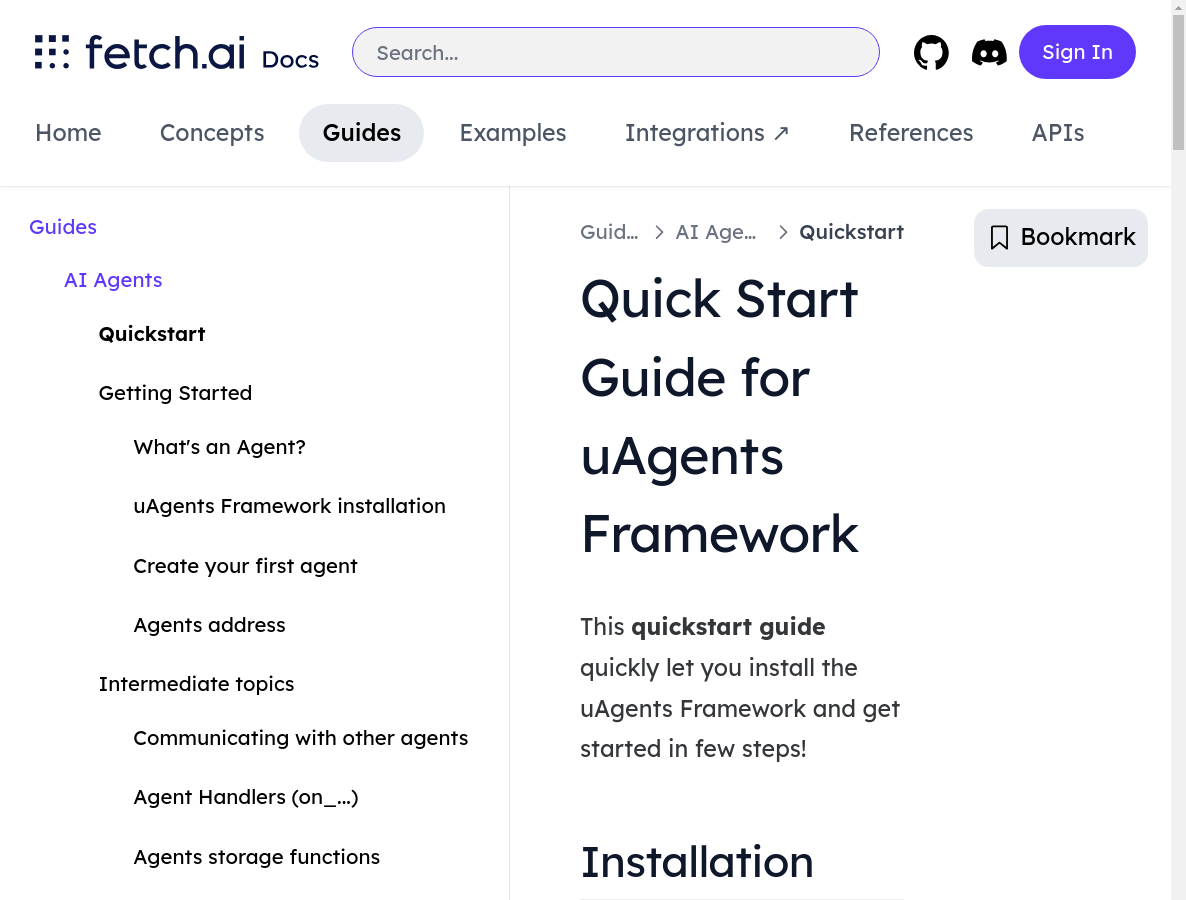 fetch.ai Docs
Search...
Sign In
Home Concepts Guides Examples Integrations ↗ References APIs
Guides
AI Agents
Quickstart
Getting Started
What's an Agent?
uAgents Framework installation
Create your first agent
Agents address
Intermediate topics
Communicating with other agents
Agent Handlers (on_...)
Agents storage functions
Guid... > AI Age... > Quickstart
Bookmark
Quick Start
Guide for
uAgents
Framework
This quickstart guide
quickly let you install the
uAgents Framework and get
started in few steps!
Installation